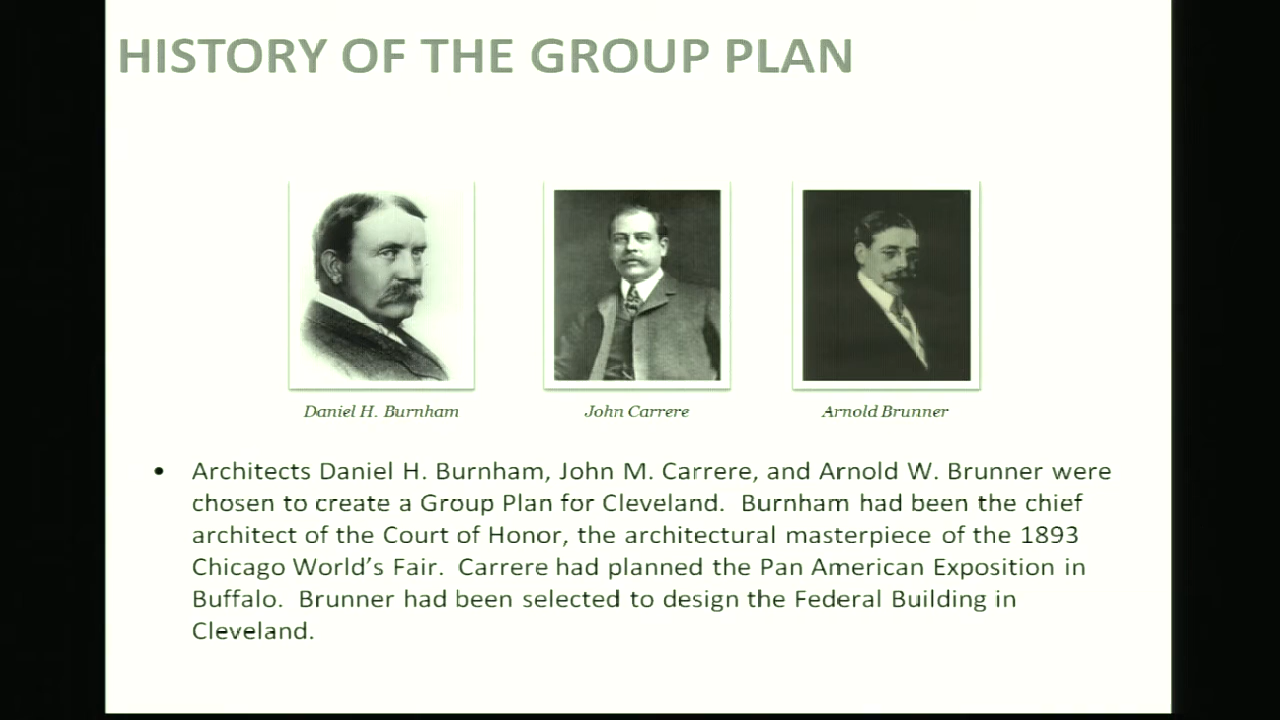 HISTORY OF THE GROUP PLAN
Daniel H. Burnham
John Carrere
Arnold Brunner
• Architects Daniel H. Burnham, John M. Carrere, and Arnold W. Brunner were
chosen to create a Group Plan for Cleveland.  Burnham had been the chief
architect of the Court of Honor, the architectural masterpiece of the 1893
Chicago World’s Fair.  Carrere had planned the Pan American Exposition in
Buffalo.  Brunner had been selected to design the Federal Building in
Cleveland.